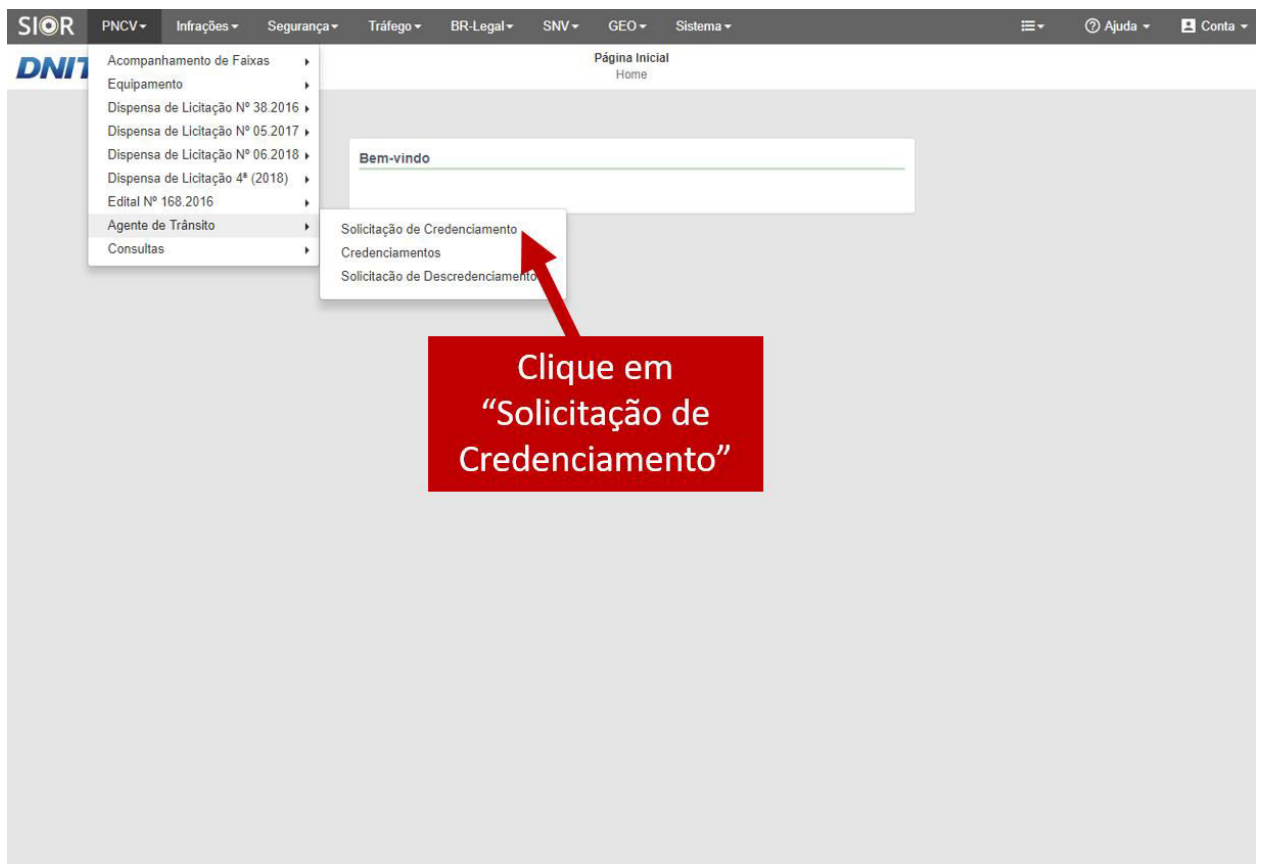 SIOR PNCV Infrações Segurança Tráfego BR-Legal SNV GEO Sistema Ajuda Conta
DNIT
Página Inicial
Home
Acompanhamento de Faixas
Equipamento
Dispensa de Licitação Nº 38.2016
Dispensa de Licitação Nº 05.2017
Dispensa de Licitação Nº 06.2018
Dispensa de Licitação 4ª (2018)
Edital Nº 168.2016
Agente de Trânsito
Consultas
Bem-vindo
Solicitação de Credenciamento
Credenciamentos
Solicitacão de Descredenciamento
Clique em
“Solicitação de
Credenciamento”